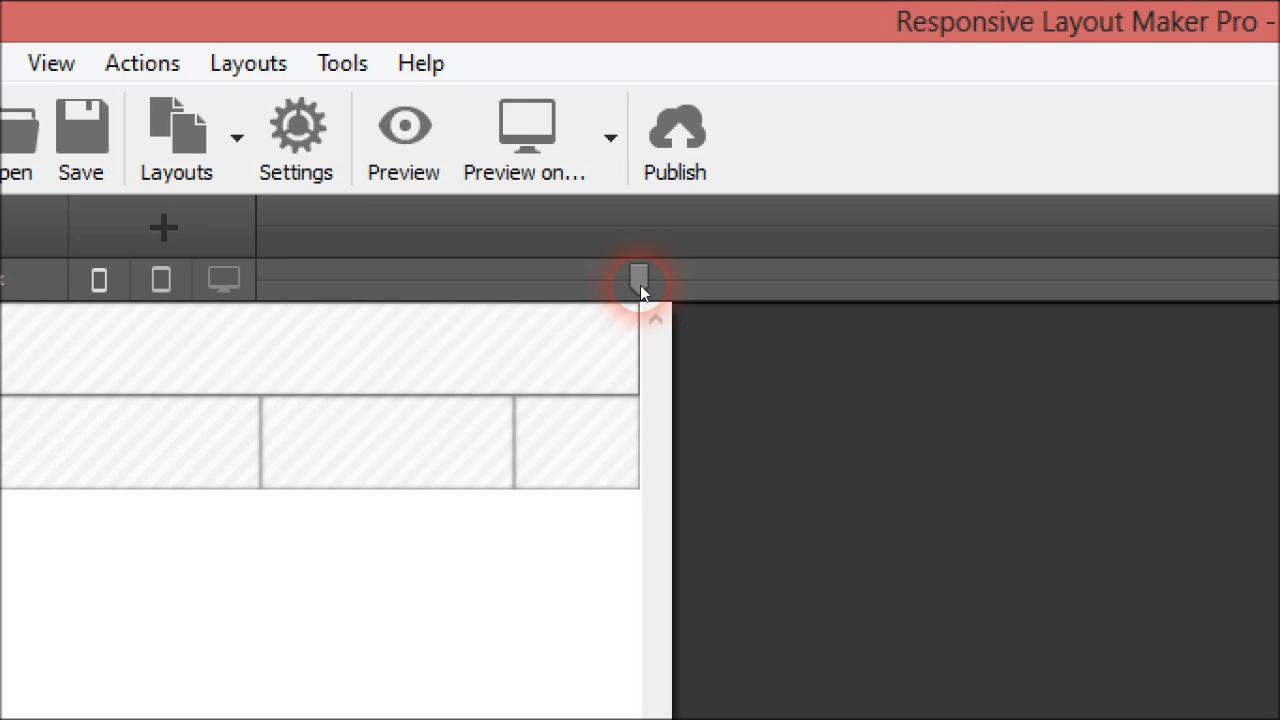 Responsive Layout Maker Pro -
View Actions Layouts Tools Help
pen Save Layouts Settings Preview Preview on... Publish